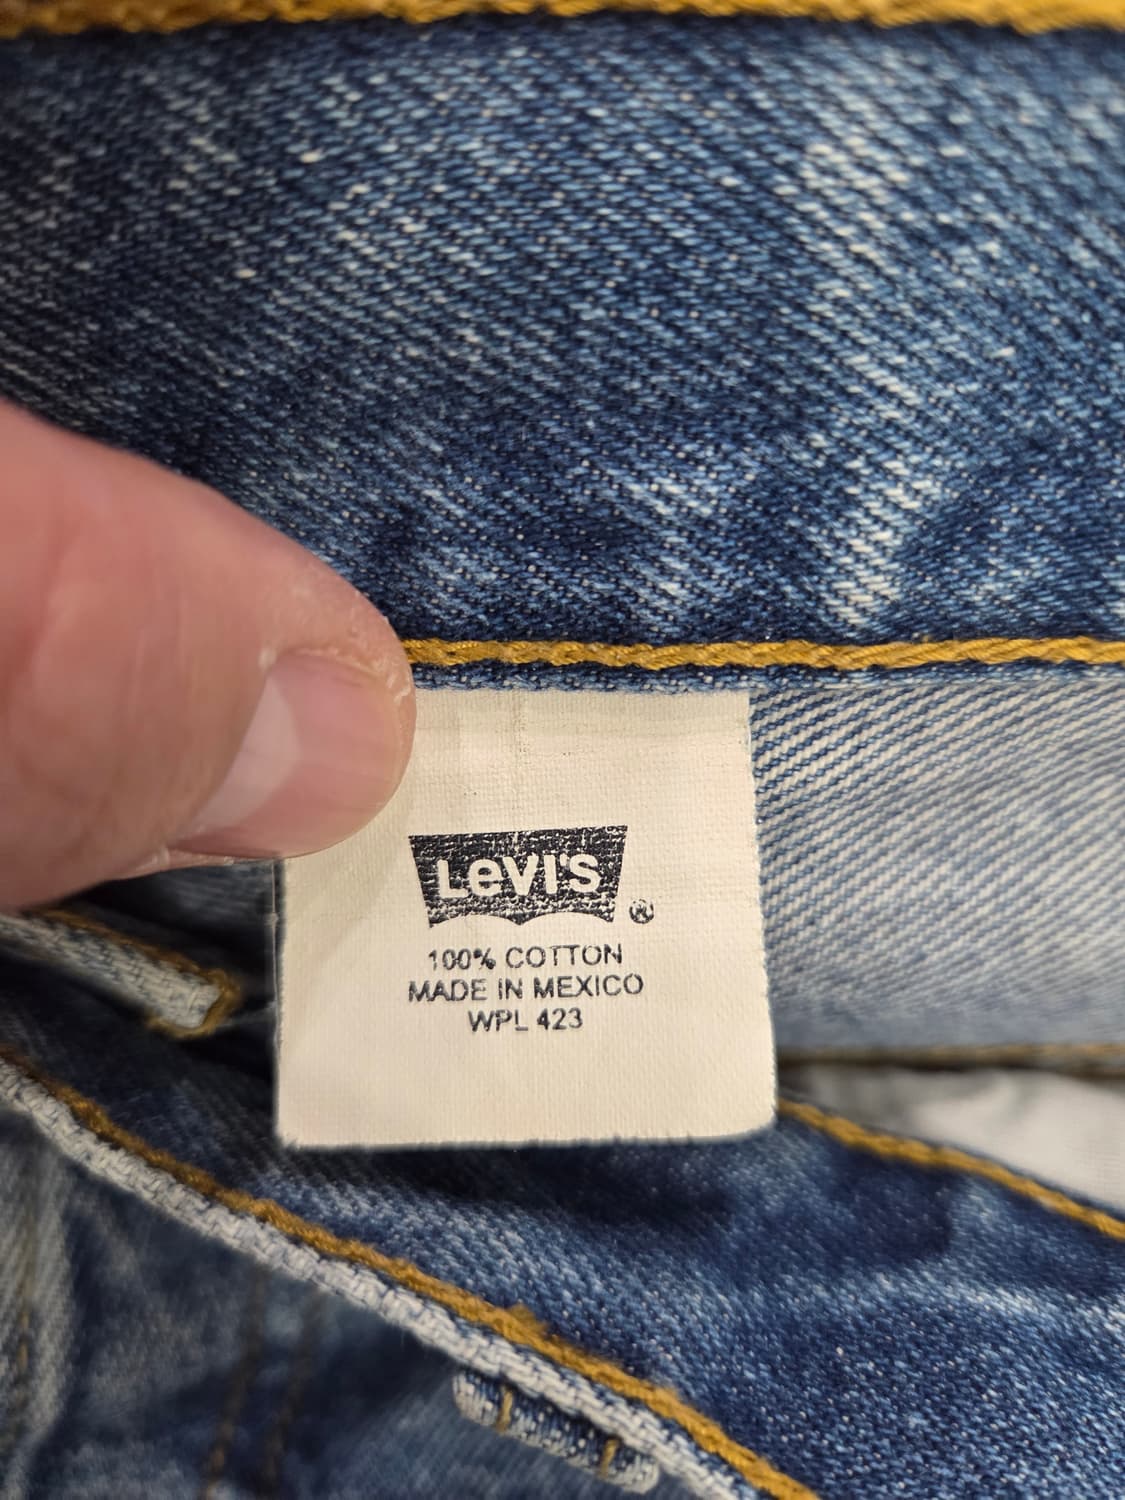 LEVI'S ®
100% COTTON
MADE IN MEXICO
WPL 423